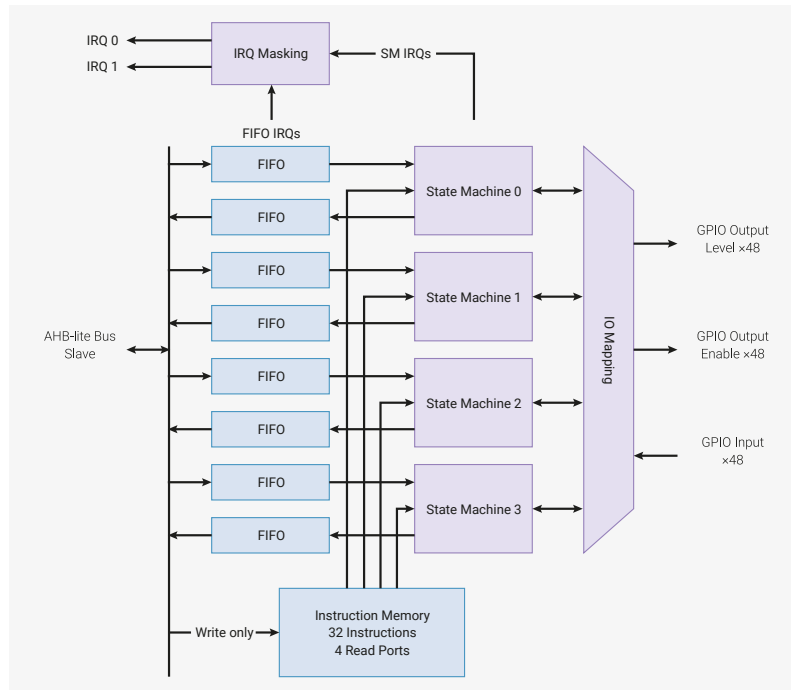 IRQ 0
IRQ 1
IRQ Masking
SM IRQs
FIFO IRQs
FIFO
FIFO
FIFO
FIFO
FIFO
FIFO
FIFO
FIFO
State Machine 0
State Machine 1
State Machine 2
State Machine 3
AHB-lite Bus
Slave
IO Mapping
GPIO Output
Level ×48
GPIO Output
Enable ×48
GPIO Input
×48
Write only
Instruction Memory
32 Instructions
4 Read Ports